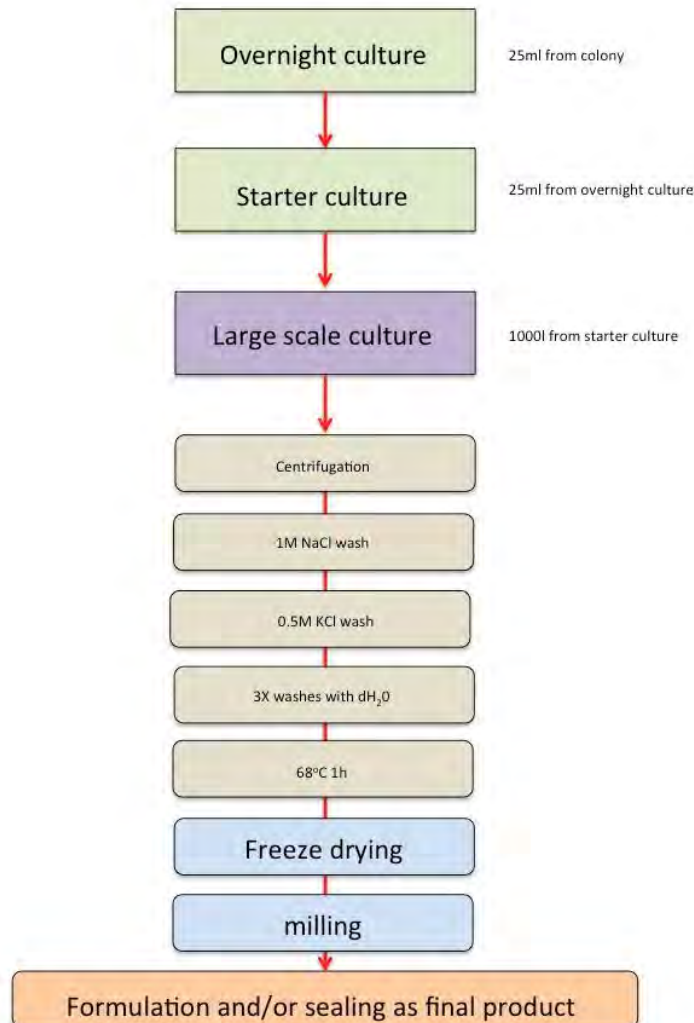 Overnight culture
25ml from colony
Starter culture
25ml from overnight culture
Large scale culture
1000l from starter culture
Centrifugation
1M NaCl wash
0.5M KCl wash
3X washes with dH₂0
68°C 1h
Freeze drying
milling
Formulation and/or sealing as final product